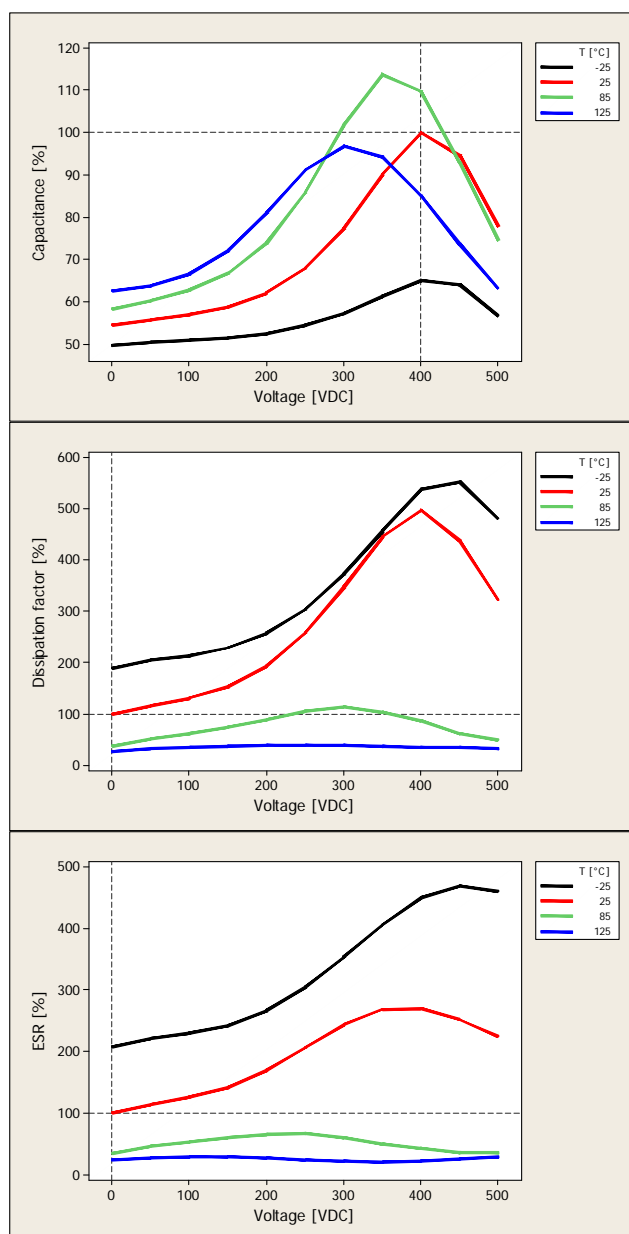 120
110
100
90
80
70
60
50
Capacitance [%]
0 100 200 300 400 500
Voltage [VDC]
T [°C]
-25
25
85
125
600
500
400
300
200
100
0
Dissipation factor [%]
0 100 200 300 400 500
Voltage [VDC]
T [°C]
-25
25
85
125
500
400
300
200
100
0
ESR [%]
0 100 200 300 400 500
Voltage [VDC]
T [°C]
-25
25
85
125